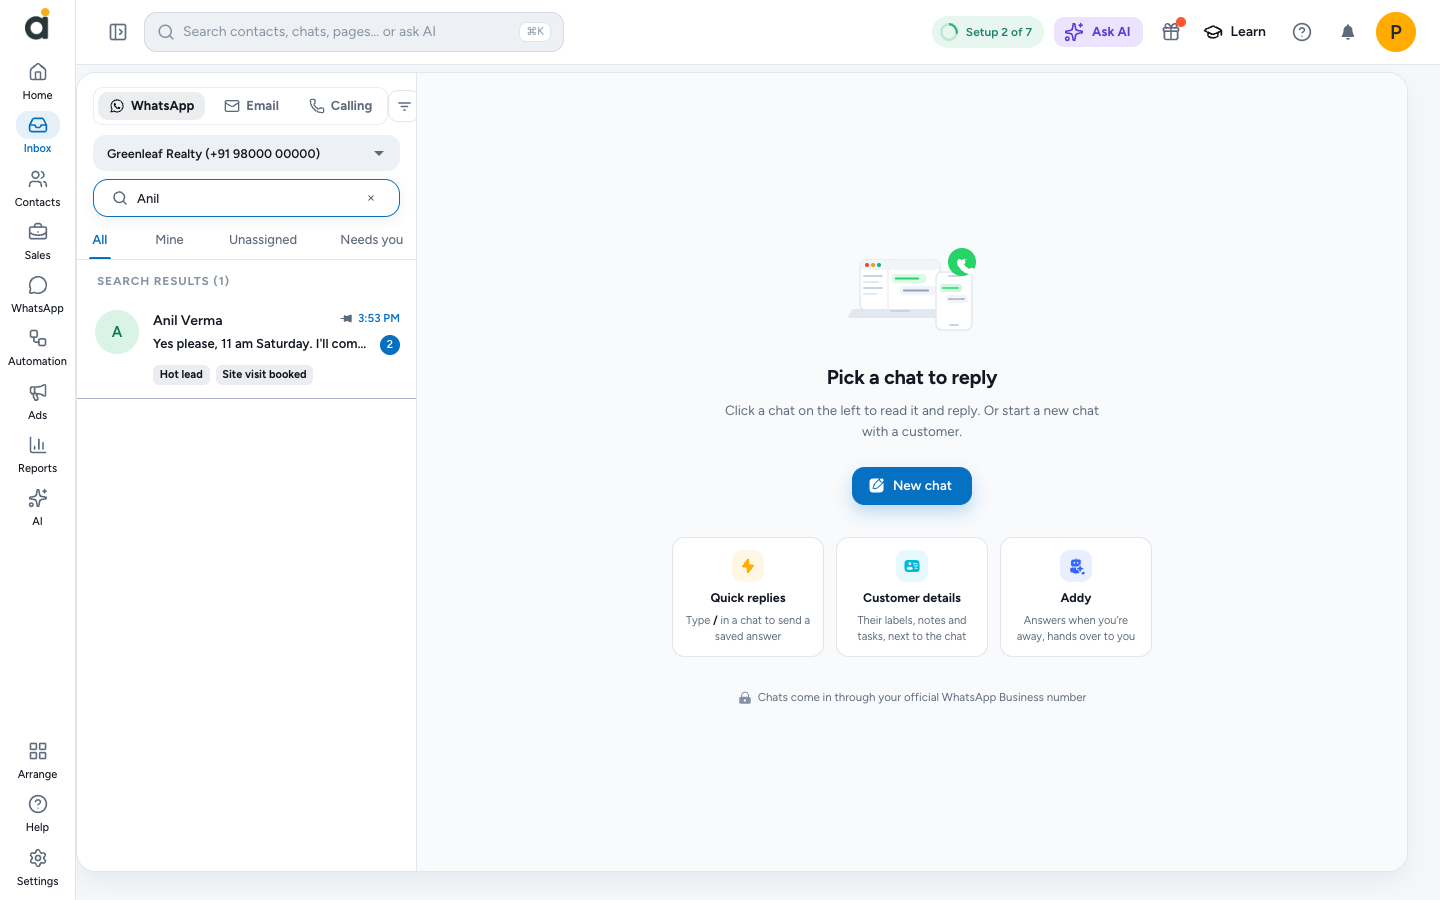 Search contacts, chats, pages... or ask AI
⌘K
Setup 2 of 7
Ask AI
Learn
P
Home
Inbox
Contacts
Sales
WhatsApp
Automation
Ads
Reports
AI
Arrange
Help
Settings
WhatsApp
Email
Calling
Greenleaf Realty (+91 98000 00000)
Anil
All
Mine
Unassigned
Needs you
SEARCH RESULTS (1)
A
Anil Verma
3:53 PM
Yes please, 11 am Saturday. I'll com...
2
Hot lead
Site visit booked
Pick a chat to reply
Click a chat on the left to read it and reply. Or start a new chat
with a customer.
New chat
Quick replies
Type / in a chat to send a
saved answer
Customer details
Their labels, notes and
tasks, next to the chat
Addy
Answers when you're
away, hands over to you
Chats come in through your official WhatsApp Business number